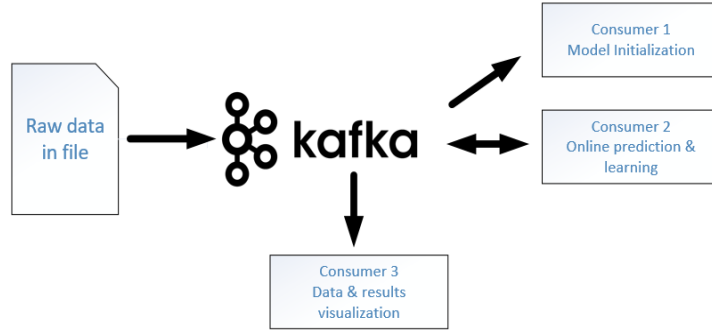 Raw data
in file
kafka
Consumer 1
Model Initialization
Consumer 2
Online prediction &
learning
Consumer 3
Data & results
visualization